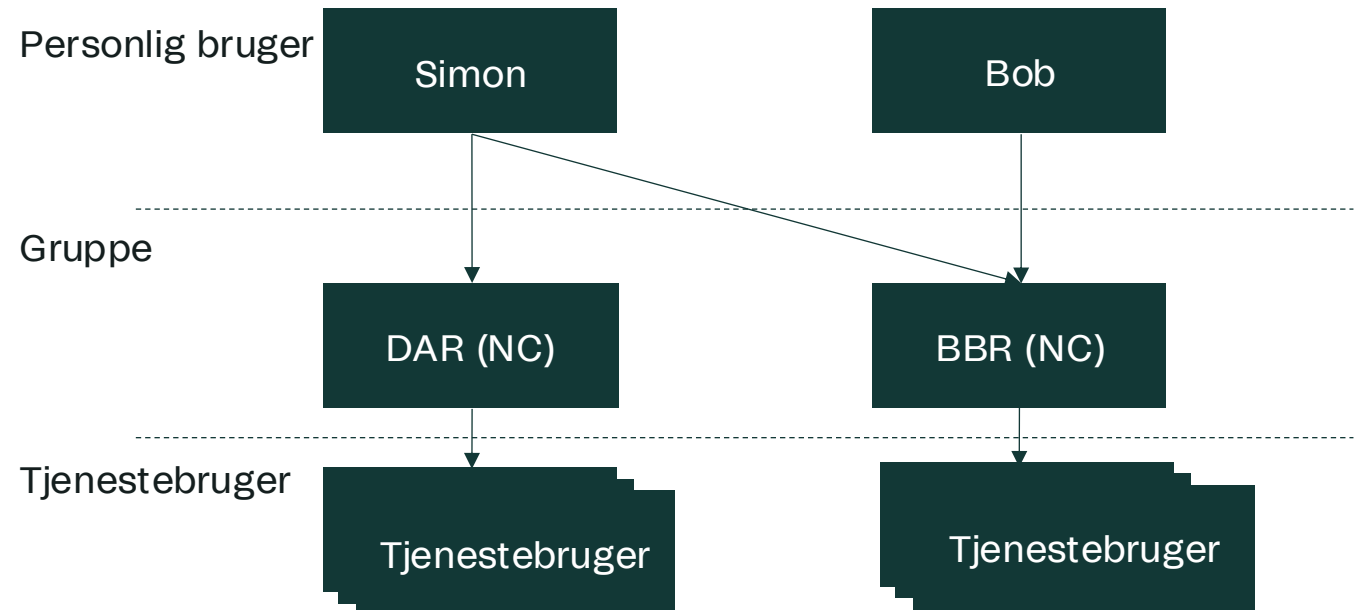 Personlig bruger
Simon
Bob
Gruppe
DAR (NC)
BBR (NC)
Tjenestebruger
Tjenestebruger
Tjenestebruger